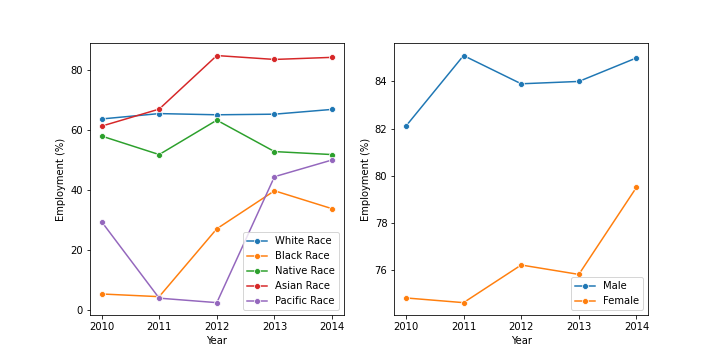 Employment (%)
80
60
40
20
0
2010 2011 2012 2013 2014
Year
White Race
Black Race
Native Race
Asian Race
Pacific Race
Employment (%)
84
82
80
78
76
2010 2011 2012 2013 2014
Year
Male
Female